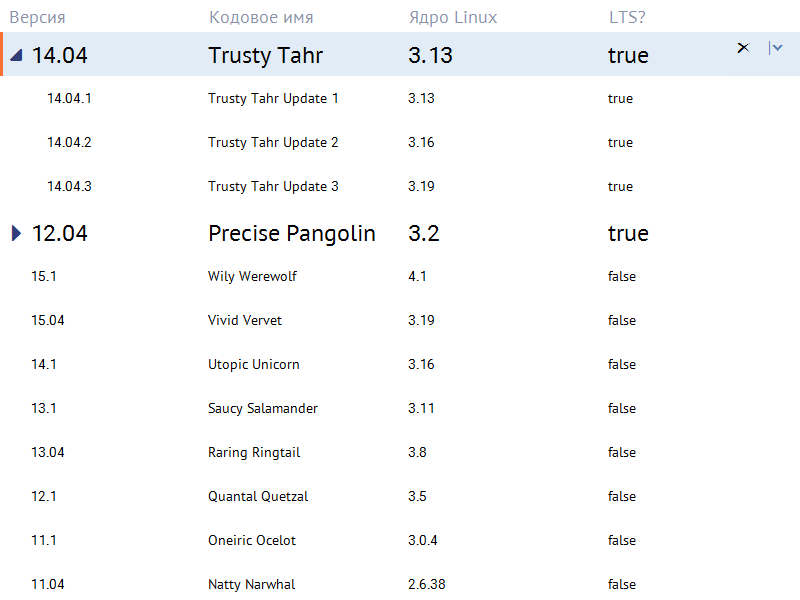 Версия Кодовое имя Ядро Linux LTS?
14.04 Trusty Tahr 3.13 true
14.04.1 Trusty Tahr Update 1 3.13 true
14.04.2 Trusty Tahr Update 2 3.16 true
14.04.3 Trusty Tahr Update 3 3.19 true
12.04 Precise Pangolin 3.2 true
15.1 Wily Werewolf 4.1 false
15.04 Vivid Vervet 3.19 false
14.1 Utopic Unicorn 3.16 false
13.1 Saucy Salamander 3.11 false
13.04 Raring Ringtail 3.8 false
12.1 Quantal Quetzal 3.5 false
11.1 Oneiric Ocelot 3.0.4 false
11.04 Natty Narwhal 2.6.38 false